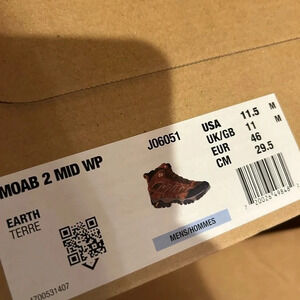 MOAB 2 MID WP
J06051
USA 11.5 M
UK/GB 11 M
EUR 46
CM 29.5
EARTH
TERRE
MENS/HOMMES